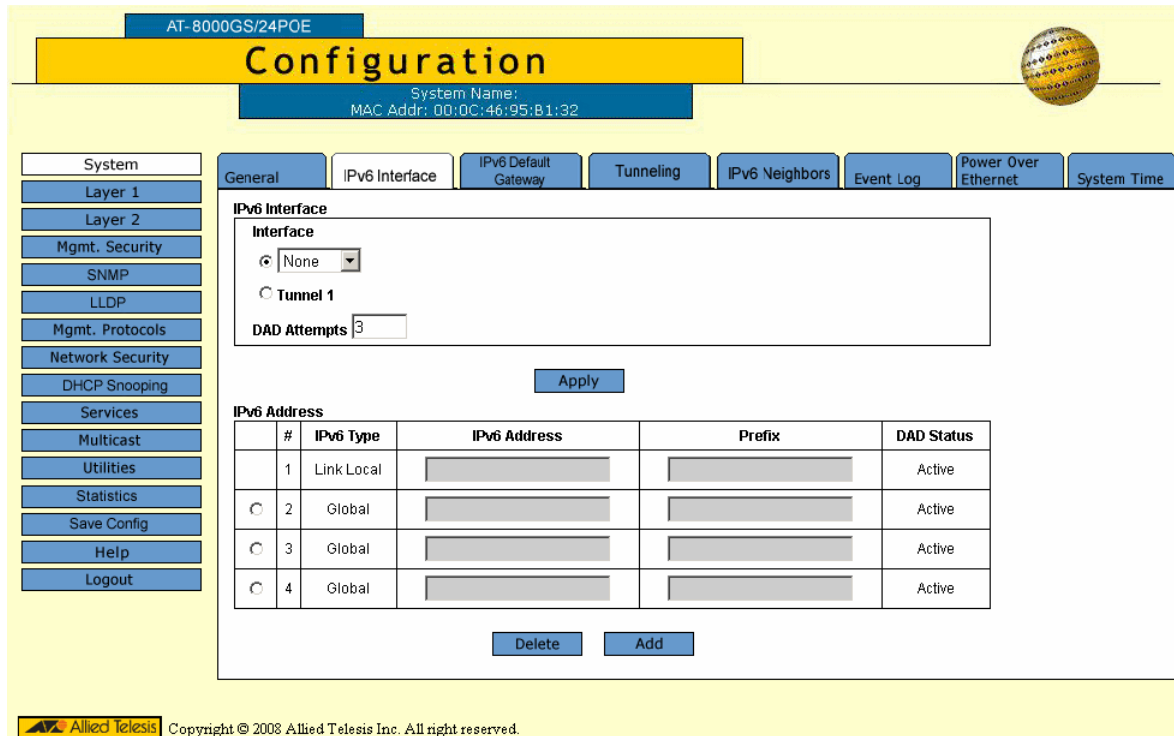 AT-8000GS/24POE
Configuration
System Name:
MAC Addr: 00:0C:46:95:B1:32
System
Layer 1
Layer 2
Mgmt. Security
SNMP
LLDP
Mgmt. Protocols
Network Security
DHCP Snooping
Services
Multicast
Utilities
Statistics
Save Config
Help
Logout
General
IPv6 Interface
IPv6 Default
Gateway
Tunneling
IPv6 Neighbors
Event Log
Power Over
Ethernet
System Time
IPv6 Interface
Interface
None
Tunnel 1
DAD Attempts 3
Apply
IPv6 Address
# IPv6 Type IPv6 Address Prefix DAD Status
1 Link Local Active
2 Global Active
3 Global Active
4 Global Active
Delete Add
Allied Telesis Copyright © 2008 Allied Telesis Inc. All right reserved.